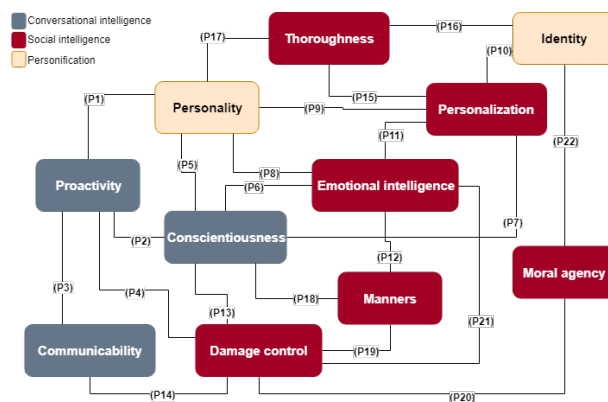 Conversational intelligence
Social intelligence
Personification
(P17)
Thoroughness
(P16)
Identity
(P10)
(P1)
Personality
(P9)
(P15)
Personalization
(P11)
(P22)
(P5)
(P8)
Proactivity
(P6)
Emotional intelligence
(P7)
(P2)
Conscientiousness
(P12)
Moral agency
(P3)
(P4)
(P18)
Manners
(P13)
(P21)
Communicability
Damage control
(P19)
(P14)
(P20)